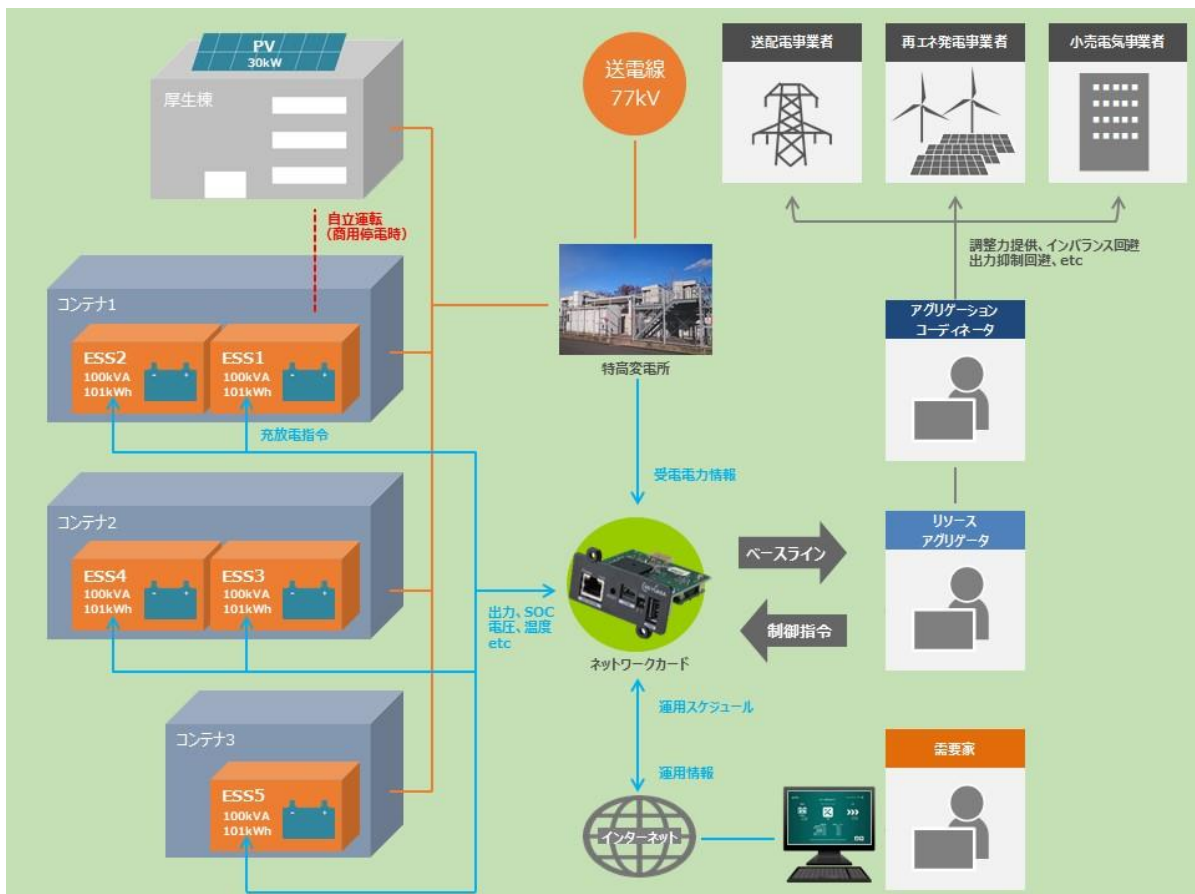 PV
30kW
厚生棟
送電線
77kV
送配電事業者
再エネ発電事業者
小売電気事業者
自立運転
(商用停電時)
調整力提供、インバランス回避
出力抑制回避、etc
コンテナ1
ESS2
100kVA
101kWh
ESS1
100kVA
101kWh
充放電指令
特高変電所
アグリゲーション
コーディネータ
受電電力情報
コンテナ2
ESS4
100kVA
101kWh
ESS3
100kVA
101kWh
出力、SOC
電圧、温度
etc
ベースライン
制御指令
ネットワークカード
リソース
アグリゲータ
運用スケジュール
運用情報
コンテナ3
ESS5
100kVA
101kWh
インターネット
需要家